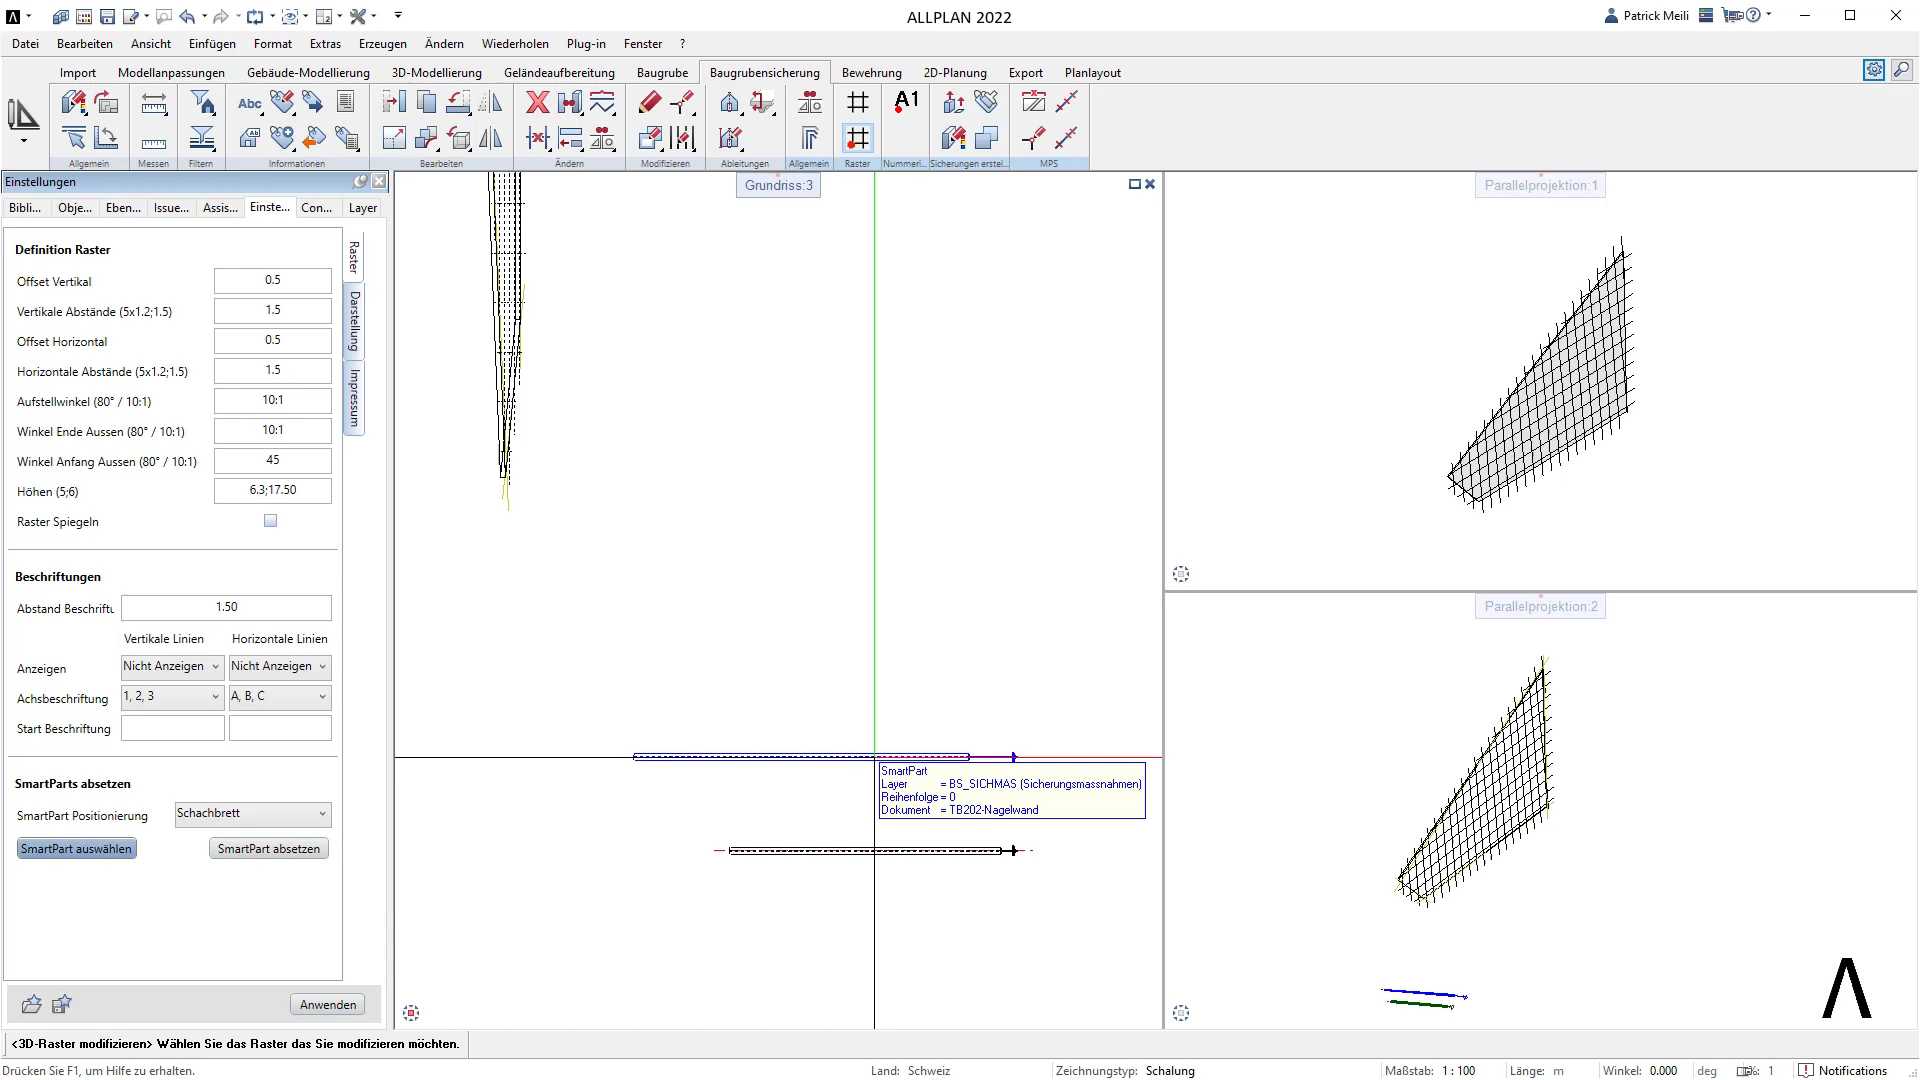 ALLPLAN 2022
Patrick Meili
Datei Bearbeiten Ansicht Einfügen Format Extras Erzeugen Ändern Wiederholen Plug-in Fenster ?
Import Modellanpassungen Gebäude-Modellierung 3D-Modellierung Geländeaufbereitung Baugrube Baugrubensicherung Bewehrung 2D-Planung Export Planlayout
Abc A1
Allgemein Messen Filtern Informationen Bearbeiten Ändern Modifizieren Ableitungen Allgemein Raster Nummeri... Sicherungen erstel... MPS
Einstellungen
Bibli... Obje... Eben... Issue... Assis... Einste... Con... Layer
Raster
Darstellung
Impressum
Definition Raster
Offset Vertikal 0.5
Vertikale Abstände (5x1.2;1.5) 1.5
Offset Horizontal 0.5
Horizontale Abstände (5x1.2;1.5) 1.5
Aufstellwinkel (80° / 10:1) 10:1
Winkel Ende Aussen (80° / 10:1) 10:1
Winkel Anfang Aussen (80° / 10:1) 45
Höhen (5;6) 6.3;17.50
Raster Spiegeln
Beschriftungen
Abstand Beschriftu 1.50
Vertikale Linien Horizontale Linien
Anzeigen Nicht Anzeigen Nicht Anzeigen
Achsbeschriftung 1, 2, 3 A, B, C
Start Beschriftung
SmartParts absetzen
SmartPart Positionierung Schachbrett
SmartPart auswählen SmartPart absetzen
Anwenden
Grundriss:3
Parallelprojektion:1
Parallelprojektion:2
SmartPart
Layer = BS_SICHMAS (Sicherungsmassnahmen)
Reihenfolge = 0
Dokument = TB202-Nagelwand
<3D-Raster modifizieren> Wählen Sie das Raster das Sie modifizieren möchten.
Drücken Sie F1, um Hilfe zu erhalten. Land: Schweiz Zeichnungstyp: Schalung Maßstab: 1 : 100 Länge: m Winkel: 0.000 deg %: 1 Notifications